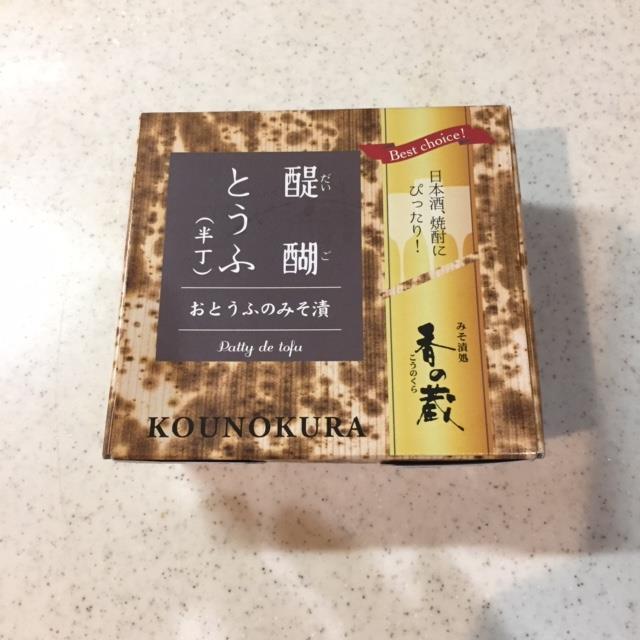 醍醐
だいご
とうふ
(半丁)
おとうふのみそ漬
Patty de tofu
KOUNOKURA
Best choice!
日本酒、焼酎に
ぴったり!
みそ漬処
香の蔵
こうのくら